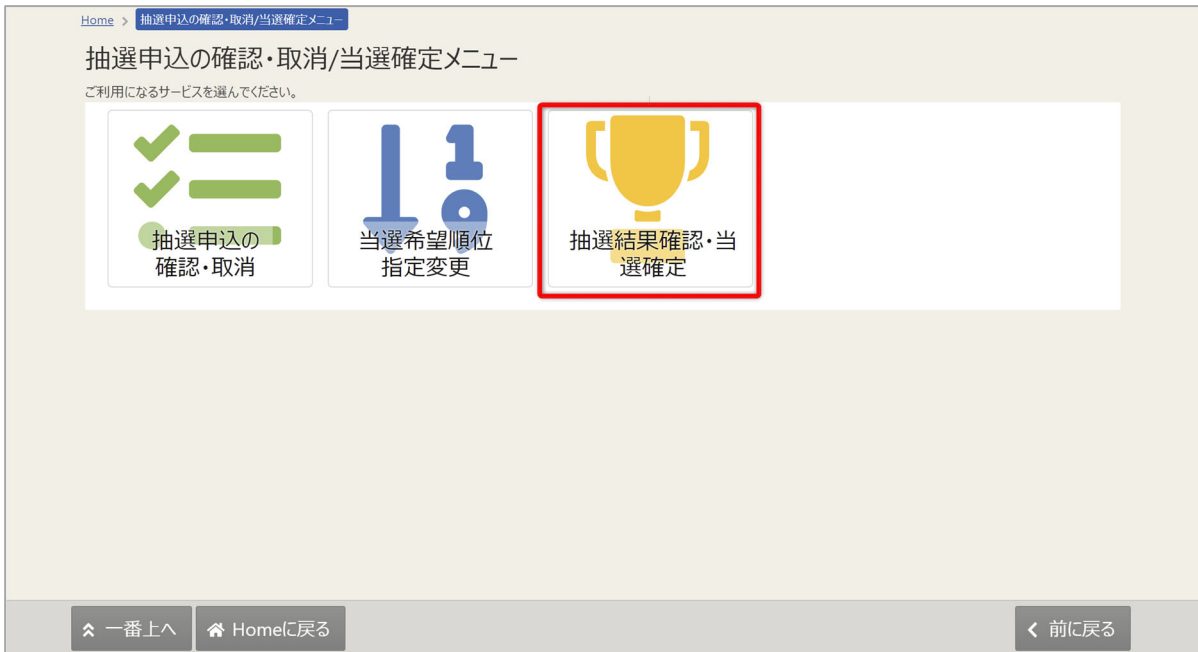 Home > 抽選申込の確認・取消/当選確定メニュー
抽選申込の確認・取消/当選確定メニュー
ご利用になるサービスを選んでください。
抽選申込の
確認・取消
当選希望順位
指定変更
抽選結果確認・当
選確定
一番上へ
Homeに戻る
前に戻る